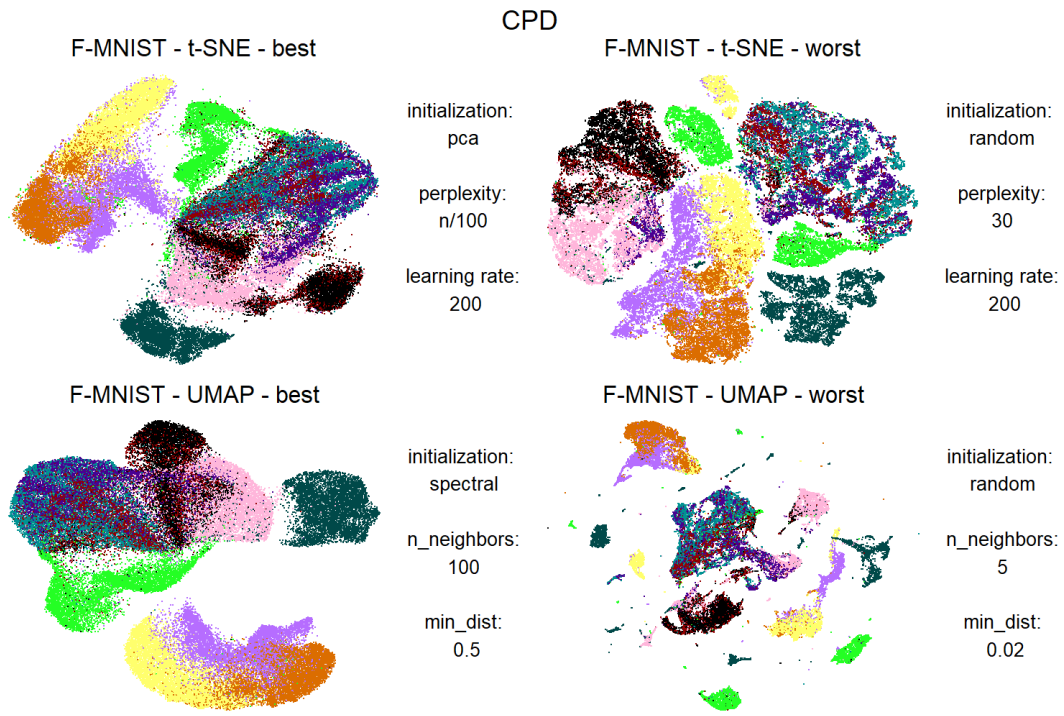 CPD
F-MNIST - t-SNE - best
initialization:
pca
perplexity:
n/100
learning rate:
200
F-MNIST - t-SNE - worst
initialization:
random
perplexity:
30
learning rate:
200
F-MNIST - UMAP - best
initialization:
spectral
n_neighbors:
100
min_dist:
0.5
F-MNIST - UMAP - worst
initialization:
random
n_neighbors:
5
min_dist:
0.02